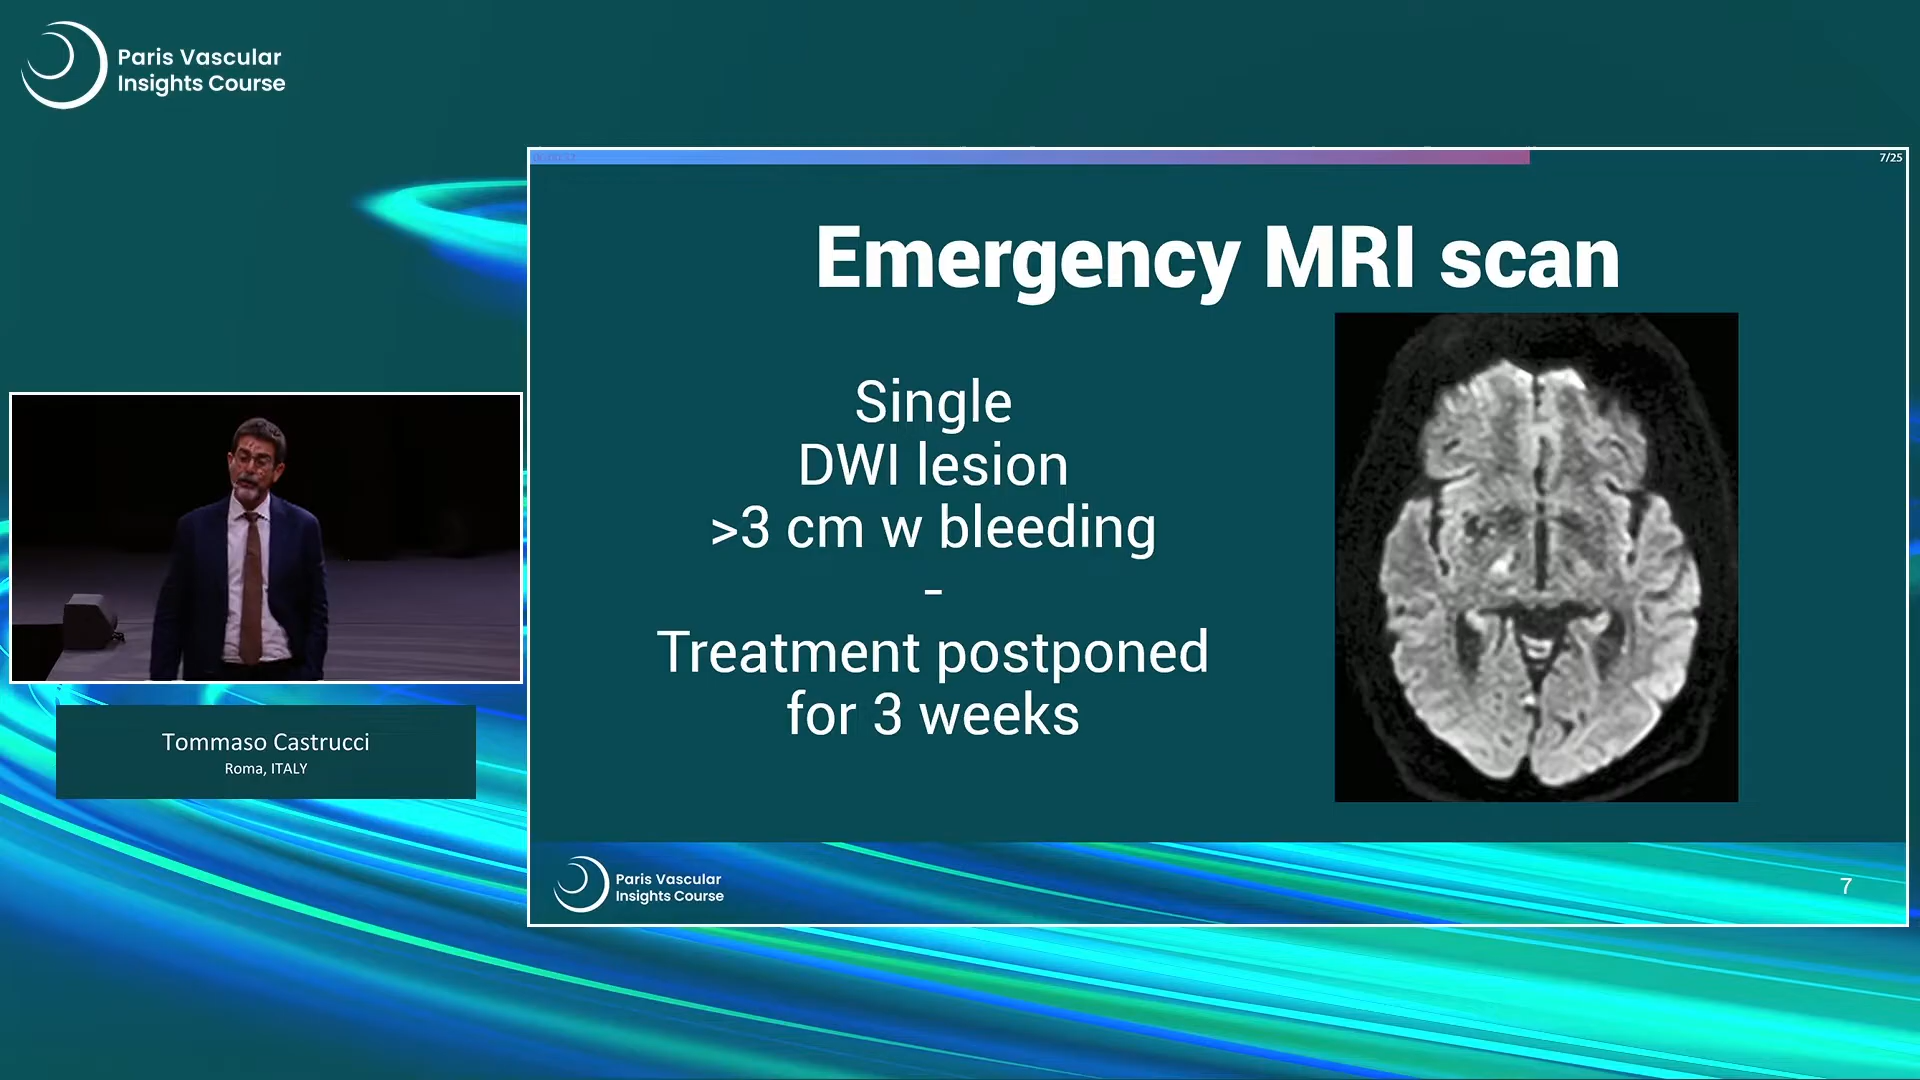 Paris Vascular
Insights Course
7/25
Emergency MRI scan
Single
DWI lesion
>3 cm w bleeding
-
Treatment postponed
for 3 weeks
Tommaso Castrucci
Roma, ITALY
Paris Vascular
Insights Course
7